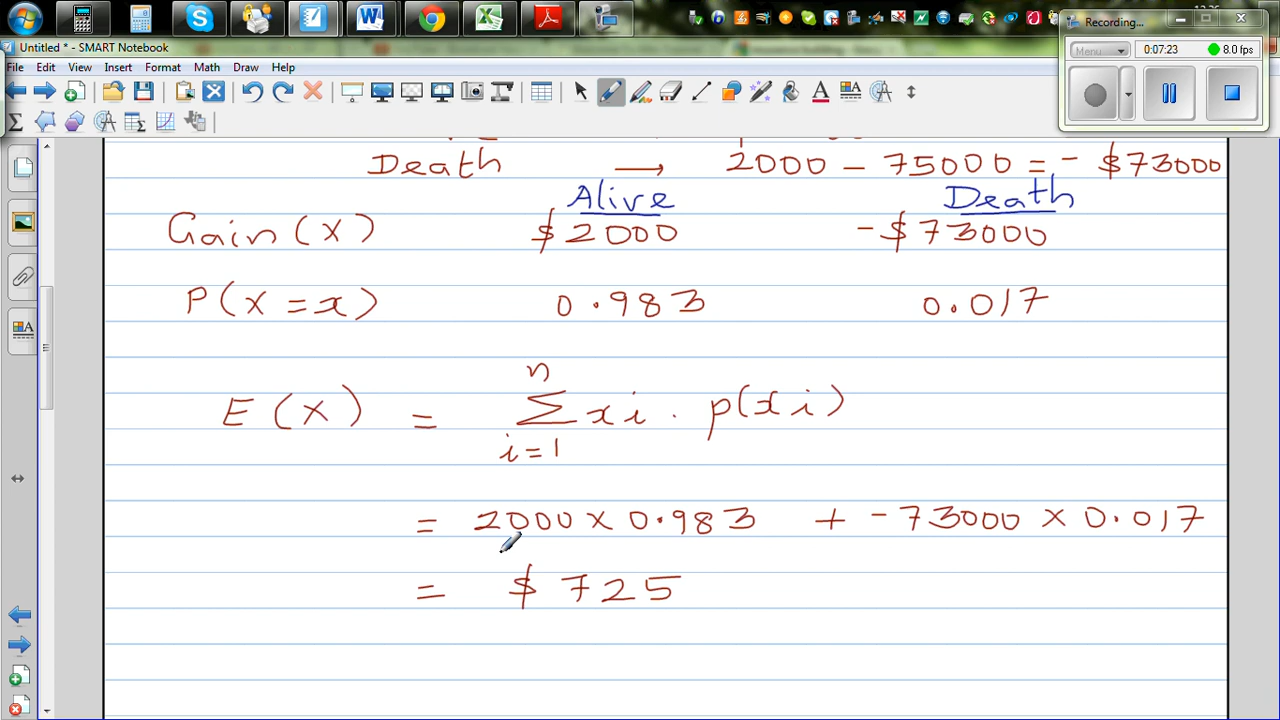 Recording...
Untitled * - SMART Notebook
Menu
0:07:23
8.0 fps
File Edit View Insert Format Math Draw Help
Death → 2000 - 75000 = - $73000
Alive Death
Gain (X) $2000 -$73000
P(X=x) 0.983 0.017
n
E(X) = Σ xi . p(xi)
i=1
= 2000 × 0.983 + -73000 × 0.017
= $725